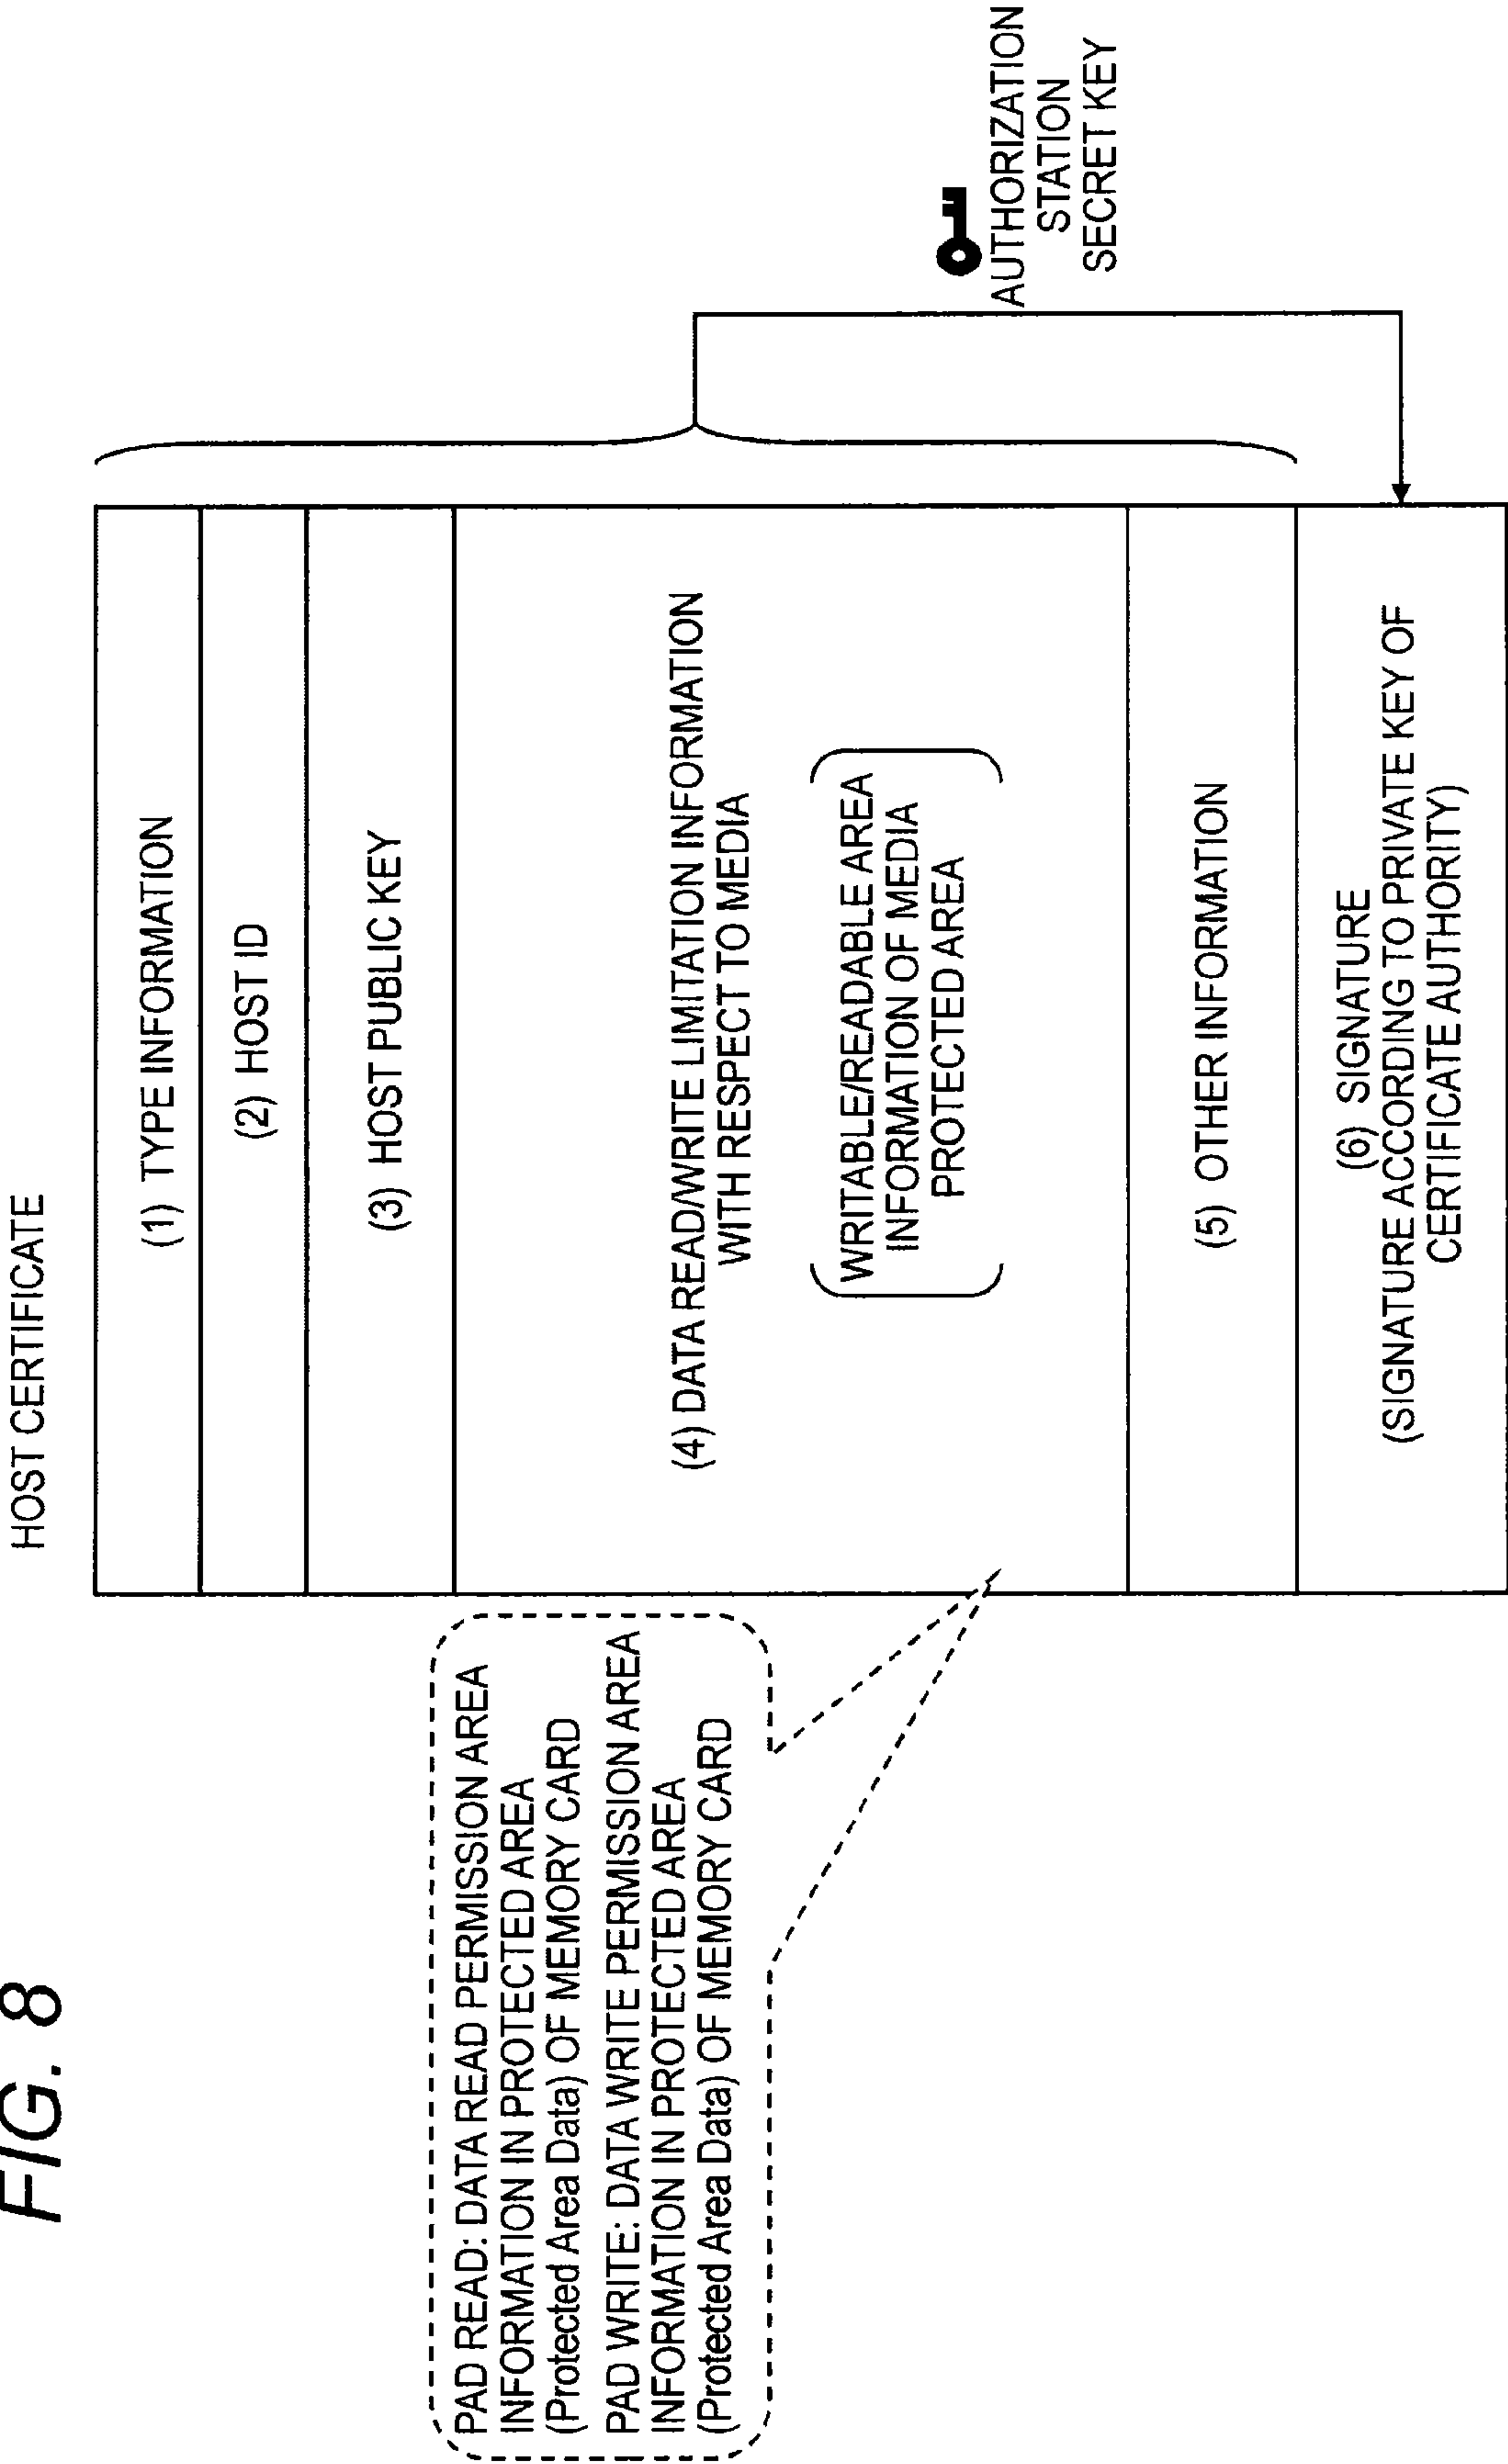 FIG. 8
HOST CERTIFICATE
(1) TYPE INFORMATION
(2) HOST ID
(3) HOST PUBLIC KEY
(4) DATA READ/WRITE LIMITATION INFORMATION
WITH RESPECT TO MEDIA
WRITABLE/READABLE AREA
INFORMATION OF MEDIA
PROTECTED AREA
(5) OTHER INFORMATION
(6) SIGNATURE
(SIGNATURE ACCORDING TO PRIVATE KEY OF
CERTIFICATE AUTHORITY)
PAD READ: DATA READ PERMISSION AREA
INFORMATION IN PROTECTED AREA
(Protected Area Data) OF MEMORY CARD
PAD WRITE: DATA WRITE PERMISSION AREA
INFORMATION IN PROTECTED AREA
(Protected Area Data) OF MEMORY CARD
AUTHORIZATION
STATION
SECRET KEY